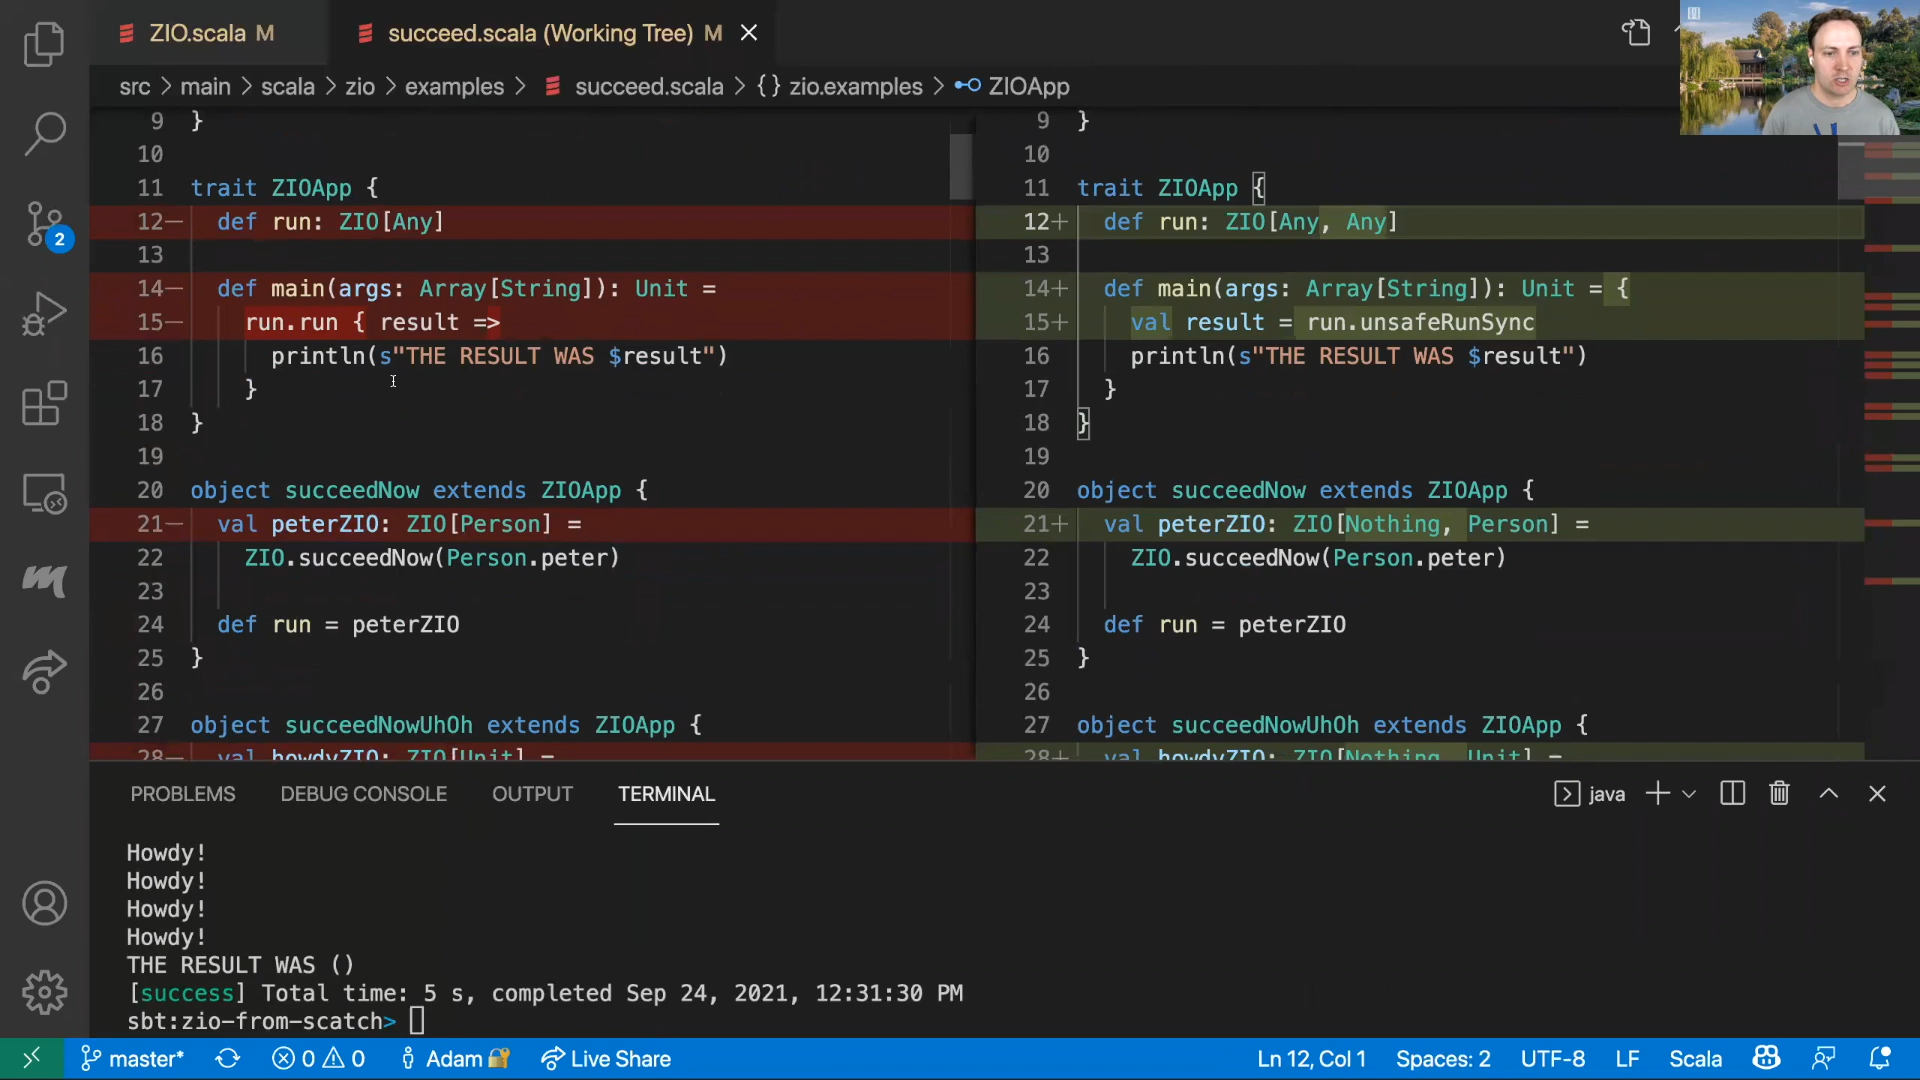 ZIO.scala M
succeed.scala (Working Tree) M
src > main > scala > zio > examples > succeed.scala > {} zio.examples > ZIOApp
9 }
10
11 trait ZIOApp {
12— def run: ZIO[Any]
13
14— def main(args: Array[String]): Unit =
15— run.run { result =>
16 println(s"THE RESULT WAS $result")
17 }
18 }
19
20 object succeedNow extends ZIOApp {
21— val peterZIO: ZIO[Person] =
22 ZIO.succeedNow(Person.peter)
23
24 def run = peterZIO
25 }
26
27 object succeedNowUhOh extends ZIOApp {
28— val howdyZIO: ZIO[Unit] =
9 }
10
11 trait ZIOApp {
12+ def run: ZIO[Any, Any]
13
14+ def main(args: Array[String]): Unit = {
15+ val result = run.unsafeRunSync
16 println(s"THE RESULT WAS $result")
17 }
18 }
19
20 object succeedNow extends ZIOApp {
21+ val peterZIO: ZIO[Nothing, Person] =
22 ZIO.succeedNow(Person.peter)
23
24 def run = peterZIO
25 }
26
27 object succeedNowUhOh extends ZIOApp {
28+ val howdyZIO: ZIO[Nothing, Unit] =
2
PROBLEMS DEBUG CONSOLE OUTPUT TERMINAL
java
Howdy!
Howdy!
Howdy!
Howdy!
THE RESULT WAS ()
[success] Total time: 5 s, completed Sep 24, 2021, 12:31:30 PM
sbt:zio-from-scatch>
master* 0 0 Adam Live Share
Ln 12, Col 1 Spaces: 2 UTF-8 LF Scala